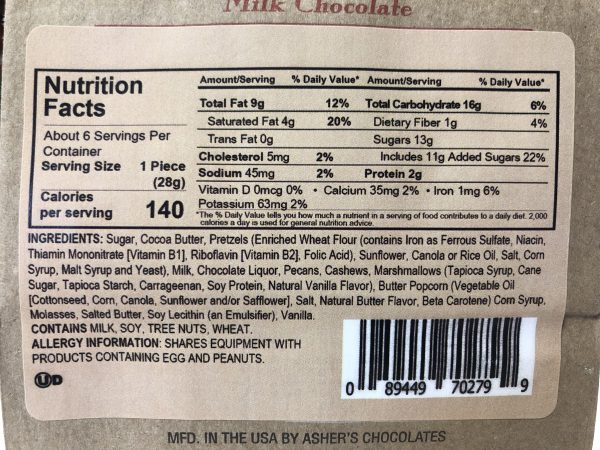 Milk Chocolate
Nutrition Facts
About 6 Servings Per Container
Serving Size 1 Piece (28g)
Calories per serving 140
Amount/Serving % Daily Value* Amount/Serving % Daily Value*
Total Fat 9g 12% Total Carbohydrate 16g 6%
Saturated Fat 4g 20% Dietary Fiber 1g 4%
Trans Fat 0g Sugars 13g
Cholesterol 5mg 2% Includes 11g Added Sugars 22%
Sodium 45mg 2% Protein 2g
Vitamin D 0mcg 0% • Calcium 35mg 2% • Iron 1mg 6%
Potassium 63mg 2%
*The % Daily Value tells you how much a nutrient in a serving of food contributes to a daily diet. 2,000
calories a day is used for general nutrition advice.
INGREDIENTS: Sugar, Cocoa Butter, Pretzels (Enriched Wheat Flour (contains Iron as Ferrous Sulfate, Niacin,
Thiamin Mononitrate [Vitamin B1], Riboflavin [Vitamin B2], Folic Acid), Sunflower, Canola or Rice Oil, Salt, Corn
Syrup, Malt Syrup and Yeast), Milk, Chocolate Liquor, Pecans, Cashews, Marshmallows (Tapioca Syrup, Cane
Sugar, Tapioca Starch, Carrageenan, Soy Protein, Natural Vanilla Flavor), Butter Popcorn (Vegetable Oil
[Cottonseed, Corn, Canola, Sunflower and/or Safflower], Salt, Natural Butter Flavor, Beta Carotene) Corn Syrup,
Molasses, Salted Butter, Soy Lecithin (an Emulsifier), Vanilla.
CONTAINS MILK, SOY, TREE NUTS, WHEAT.
ALLERGY INFORMATION: SHARES EQUIPMENT WITH
PRODUCTS CONTAINING EGG AND PEANUTS.
UD
0 89449 70279 9
MFD. IN THE USA BY ASHER'S CHOCOLATES